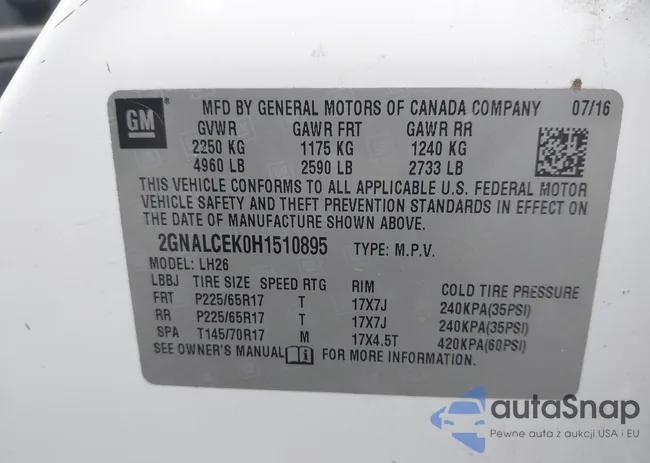 GM
MFD BY GENERAL MOTORS OF CANADA COMPANY 07/16
GVWR GAWR FRT GAWR RR
2250 KG 1175 KG 1240 KG
4960 LB 2590 LB 2733 LB
THIS VEHICLE CONFORMS TO ALL APPLICABLE U.S. FEDERAL MOTOR
VEHICLE SAFETY AND THEFT PREVENTION STANDARDS IN EFFECT ON
THE DATE OF MANUFACTURE SHOWN ABOVE.
2GNALCEK0H1510895 TYPE: M.P.V.
MODEL: LH26
LBBJ TIRE SIZE SPEED RTG RIM COLD TIRE PRESSURE
FRT P225/65R17 T 17X7J 240KPA(35PSI)
RR P225/65R17 T 17X7J 240KPA(35PSI)
SPA T145/70R17 M 17X4.5T 420KPA(60PSI)
SEE OWNER'S MANUAL i FOR MORE INFORMATION.
autaSnap
Pewne auta z aukcji USA i EU